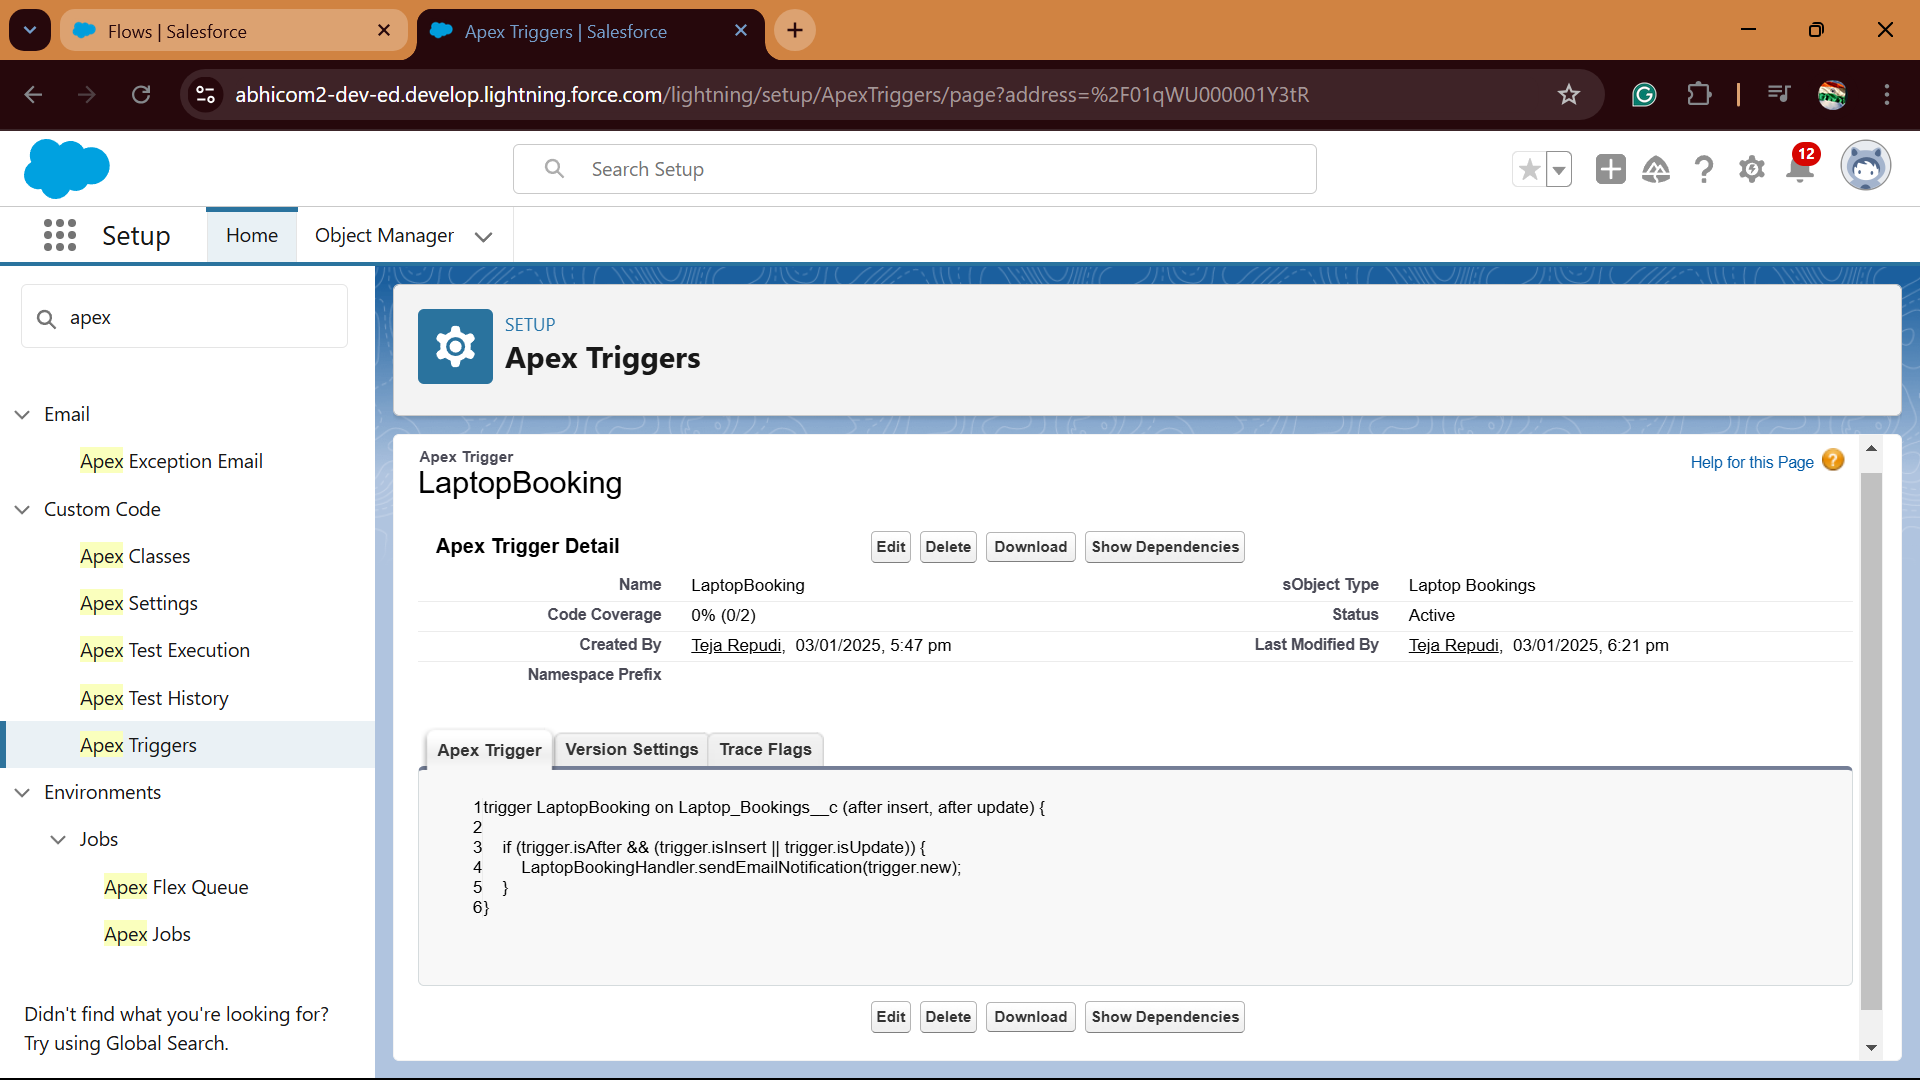 Flows | Salesforce
Apex Triggers | Salesforce
abhicom2-dev-ed.develop.lightning.force.com/lightning/setup/ApexTriggers/page?address=%2F01qWU000001Y3tR
Search Setup
12
Setup
Home
Object Manager
apex
Email
Apex Exception Email
Custom Code
Apex Classes
Apex Settings
Apex Test Execution
Apex Test History
Apex Triggers
Environments
Jobs
Apex Flex Queue
Apex Jobs
Didn't find what you're looking for?
Try using Global Search.
SETUP
Apex Triggers
Apex Trigger
LaptopBooking
Help for this Page ?
Apex Trigger Detail
Edit Delete Download Show Dependencies
Name LaptopBooking sObject Type Laptop Bookings
Code Coverage 0% (0/2) Status Active
Created By Teja Repudi, 03/01/2025, 5:47 pm Last Modified By Teja Repudi, 03/01/2025, 6:21 pm
Namespace Prefix
Apex Trigger Version Settings Trace Flags
1trigger LaptopBooking on Laptop_Bookings__c (after insert, after update) {
2
3 if (trigger.isAfter && (trigger.isInsert || trigger.isUpdate)) {
4 LaptopBookingHandler.sendEmailNotification(trigger.new);
5 }
6}
Edit Delete Download Show Dependencies